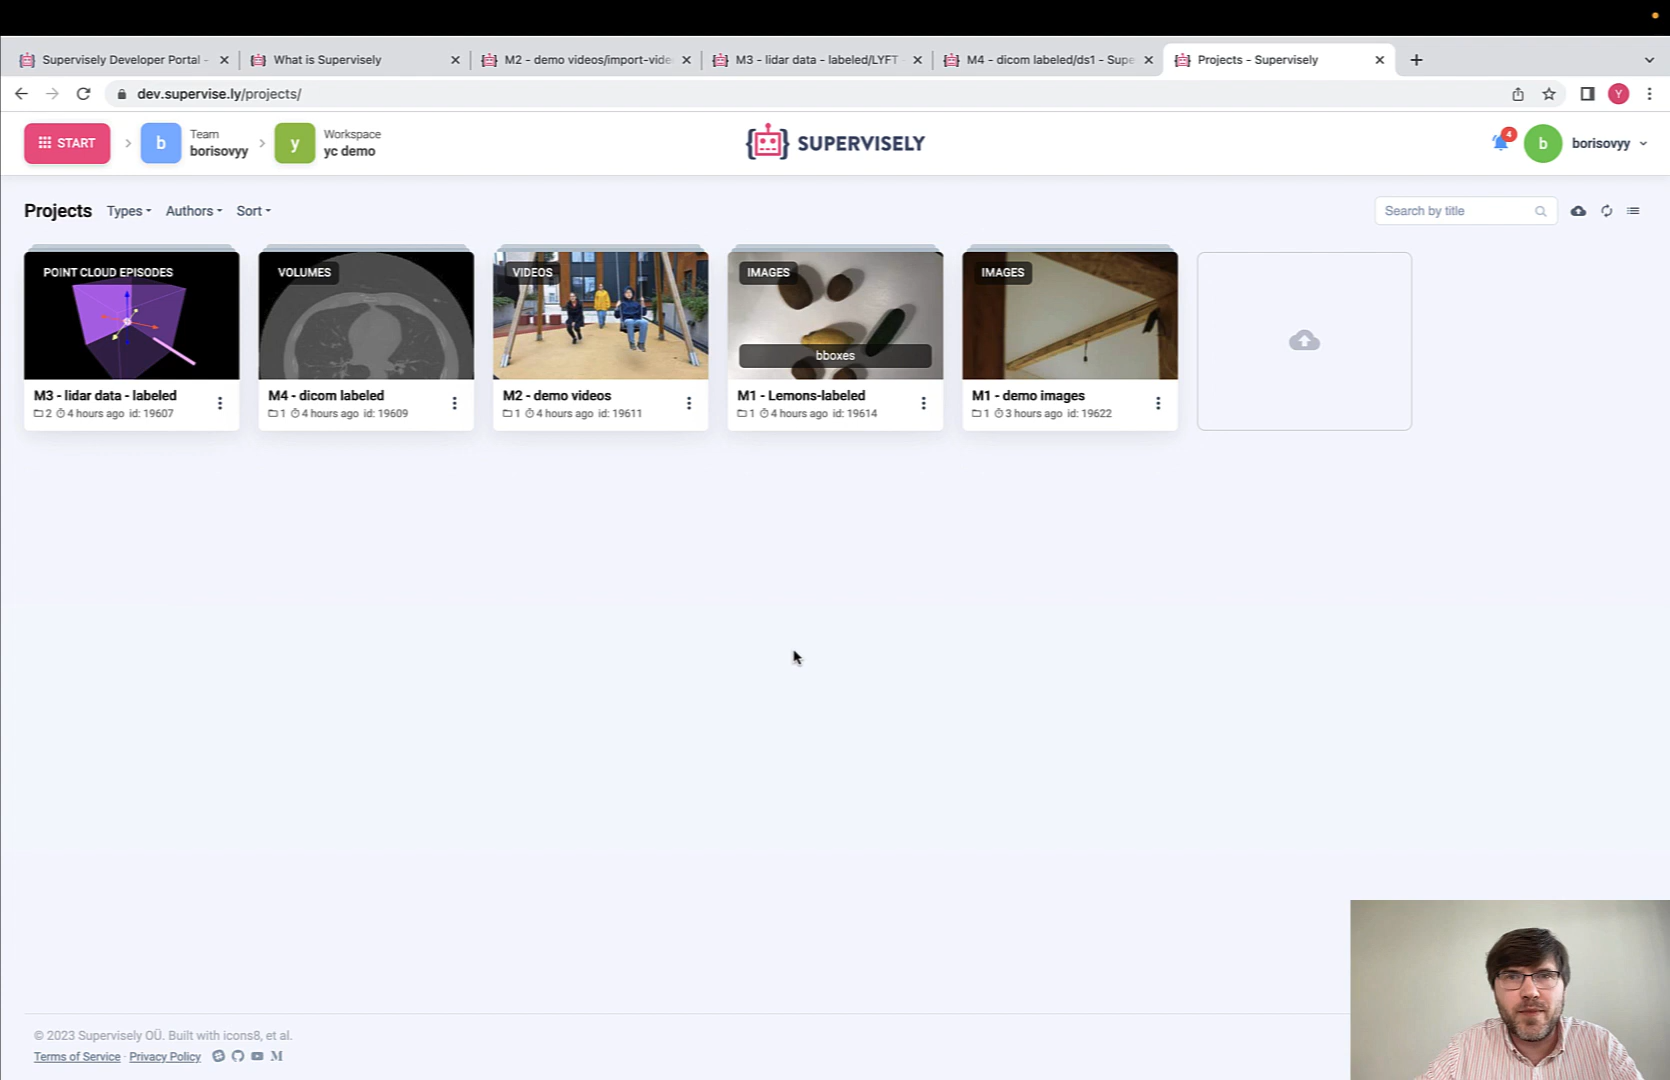 Supervisely Developer Portal -
What is Supervisely
M2 - demo videos/import-vide
M3 - lidar data - labeled/LYFT
M4 - dicom labeled/ds1 - Supe
Projects - Supervisely
dev.supervise.ly/projects/
Y
START
b
Team
borisovyy
y
Workspace
yc demo
SUPERVISELY
4
b
borisovyy
Projects
Types
Authors
Sort
Search by title
POINT CLOUD EPISODES
M3 - lidar data - labeled
2 4 hours ago id: 19607
VOLUMES
M4 - dicom labeled
1 4 hours ago id: 19609
VIDEOS
M2 - demo videos
1 4 hours ago id: 19611
IMAGES
bboxes
M1 - Lemons-labeled
1 4 hours ago id: 19614
IMAGES
M1 - demo images
1 3 hours ago id: 19622
© 2023 Supervisely OÜ. Built with icons8, et al.
Terms of Service · Privacy Policy